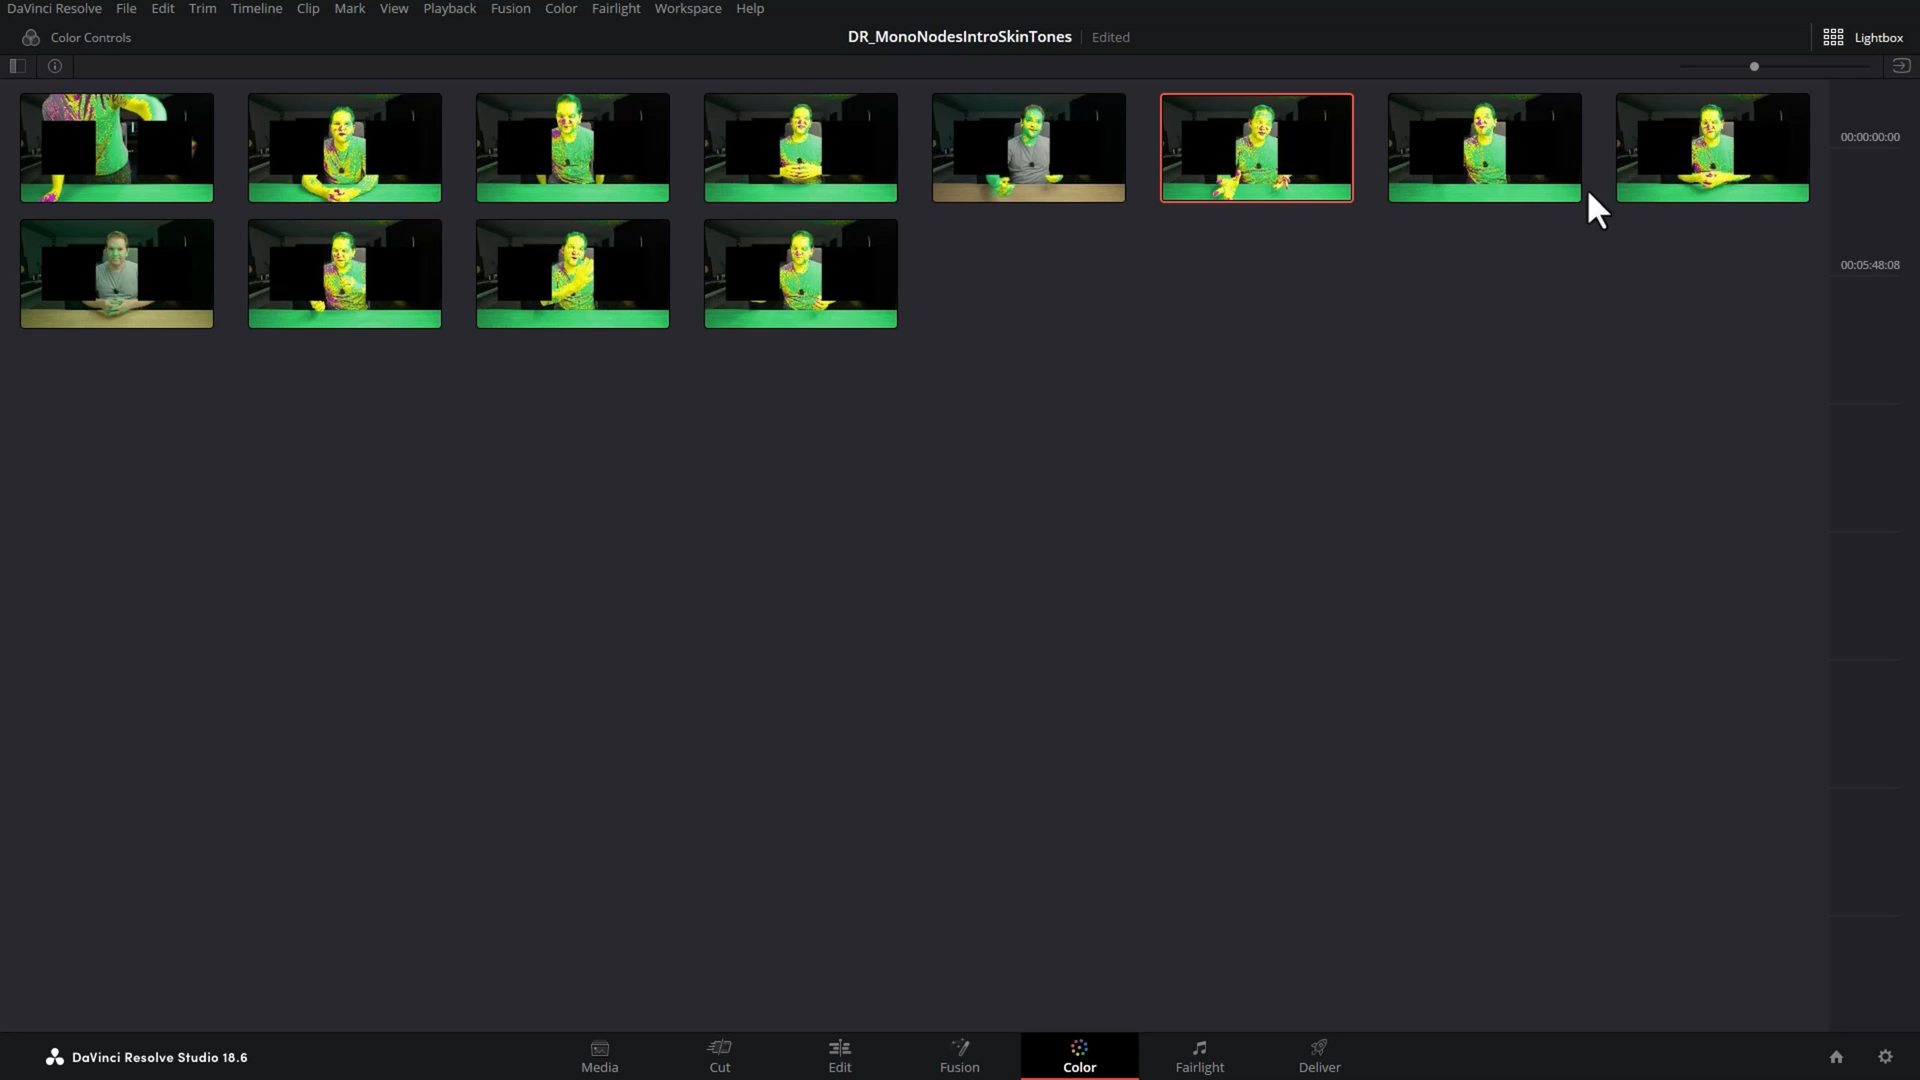 DaVinci Resolve File Edit Trim Timeline Clip Mark View Playback Fusion Color Fairlight Workspace Help
Color Controls DR_MonoNodesIntroSkinTones Edited Lightbox
00:00:00:00
00:05:48:08
DaVinci Resolve Studio 18.6 Media Cut Edit Fusion Color Fairlight Deliver